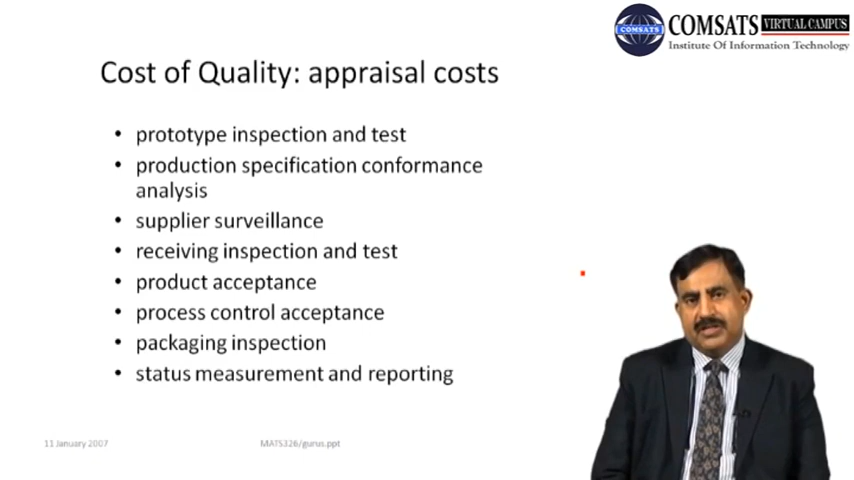 COMSATS VIRTUAL CAMPUS
COMSATS
Institute Of Information Technology
Cost of Quality: appraisal costs
• prototype inspection and test
• production specification conformance
analysis
• supplier surveillance
• receiving inspection and test
• product acceptance
• process control acceptance
• packaging inspection
• status measurement and reporting
11 January 2007
MATS326/gurus.ppt